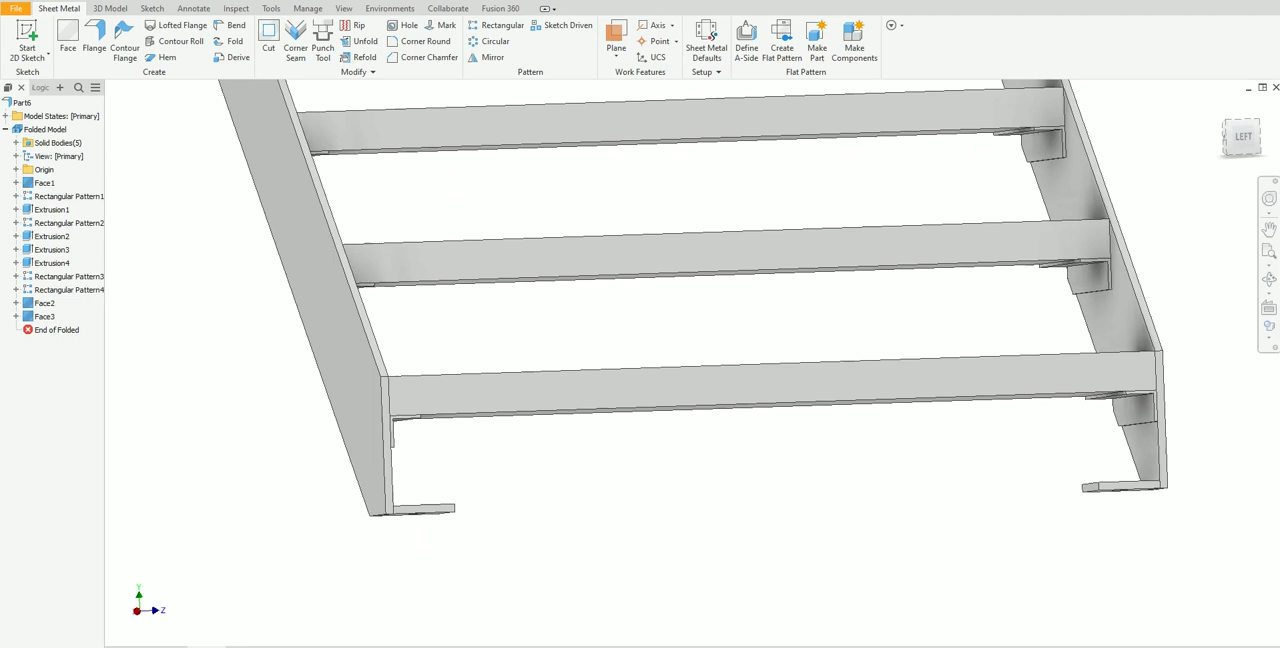 File Sheet Metal 3D Model Sketch Annotate Inspect Tools Manage View Environments Collaborate Fusion 360
Start
2D Sketch
Sketch
Face
Flange
Contour
Flange
Lofted Flange
Contour Roll
Hem
Bend
Fold
Derive
Create
Cut
Corner
Seam
Punch
Tool
Rip
Unfold
Refold
Hole
Mark
Corner Round
Corner Chamfer
Modify
Rectangular
Sketch Driven
Circular
Mirror
Pattern
Plane
Axis
Point
UCS
Work Features
Sheet Metal
Defaults
Setup
Define
A-Side
Create
Flat Pattern
Make
Part
Make
Components
Flat Pattern
Logic
Part6
Model States: [Primary]
Folded Model
Solid Bodies(5)
View: [Primary]
Origin
Face1
Rectangular Pattern1
Extrusion1
Rectangular Pattern2
Extrusion2
Extrusion3
Extrusion4
Rectangular Pattern3
Rectangular Pattern4
Face2
Face3
End of Folded
LEFT
Y
Z